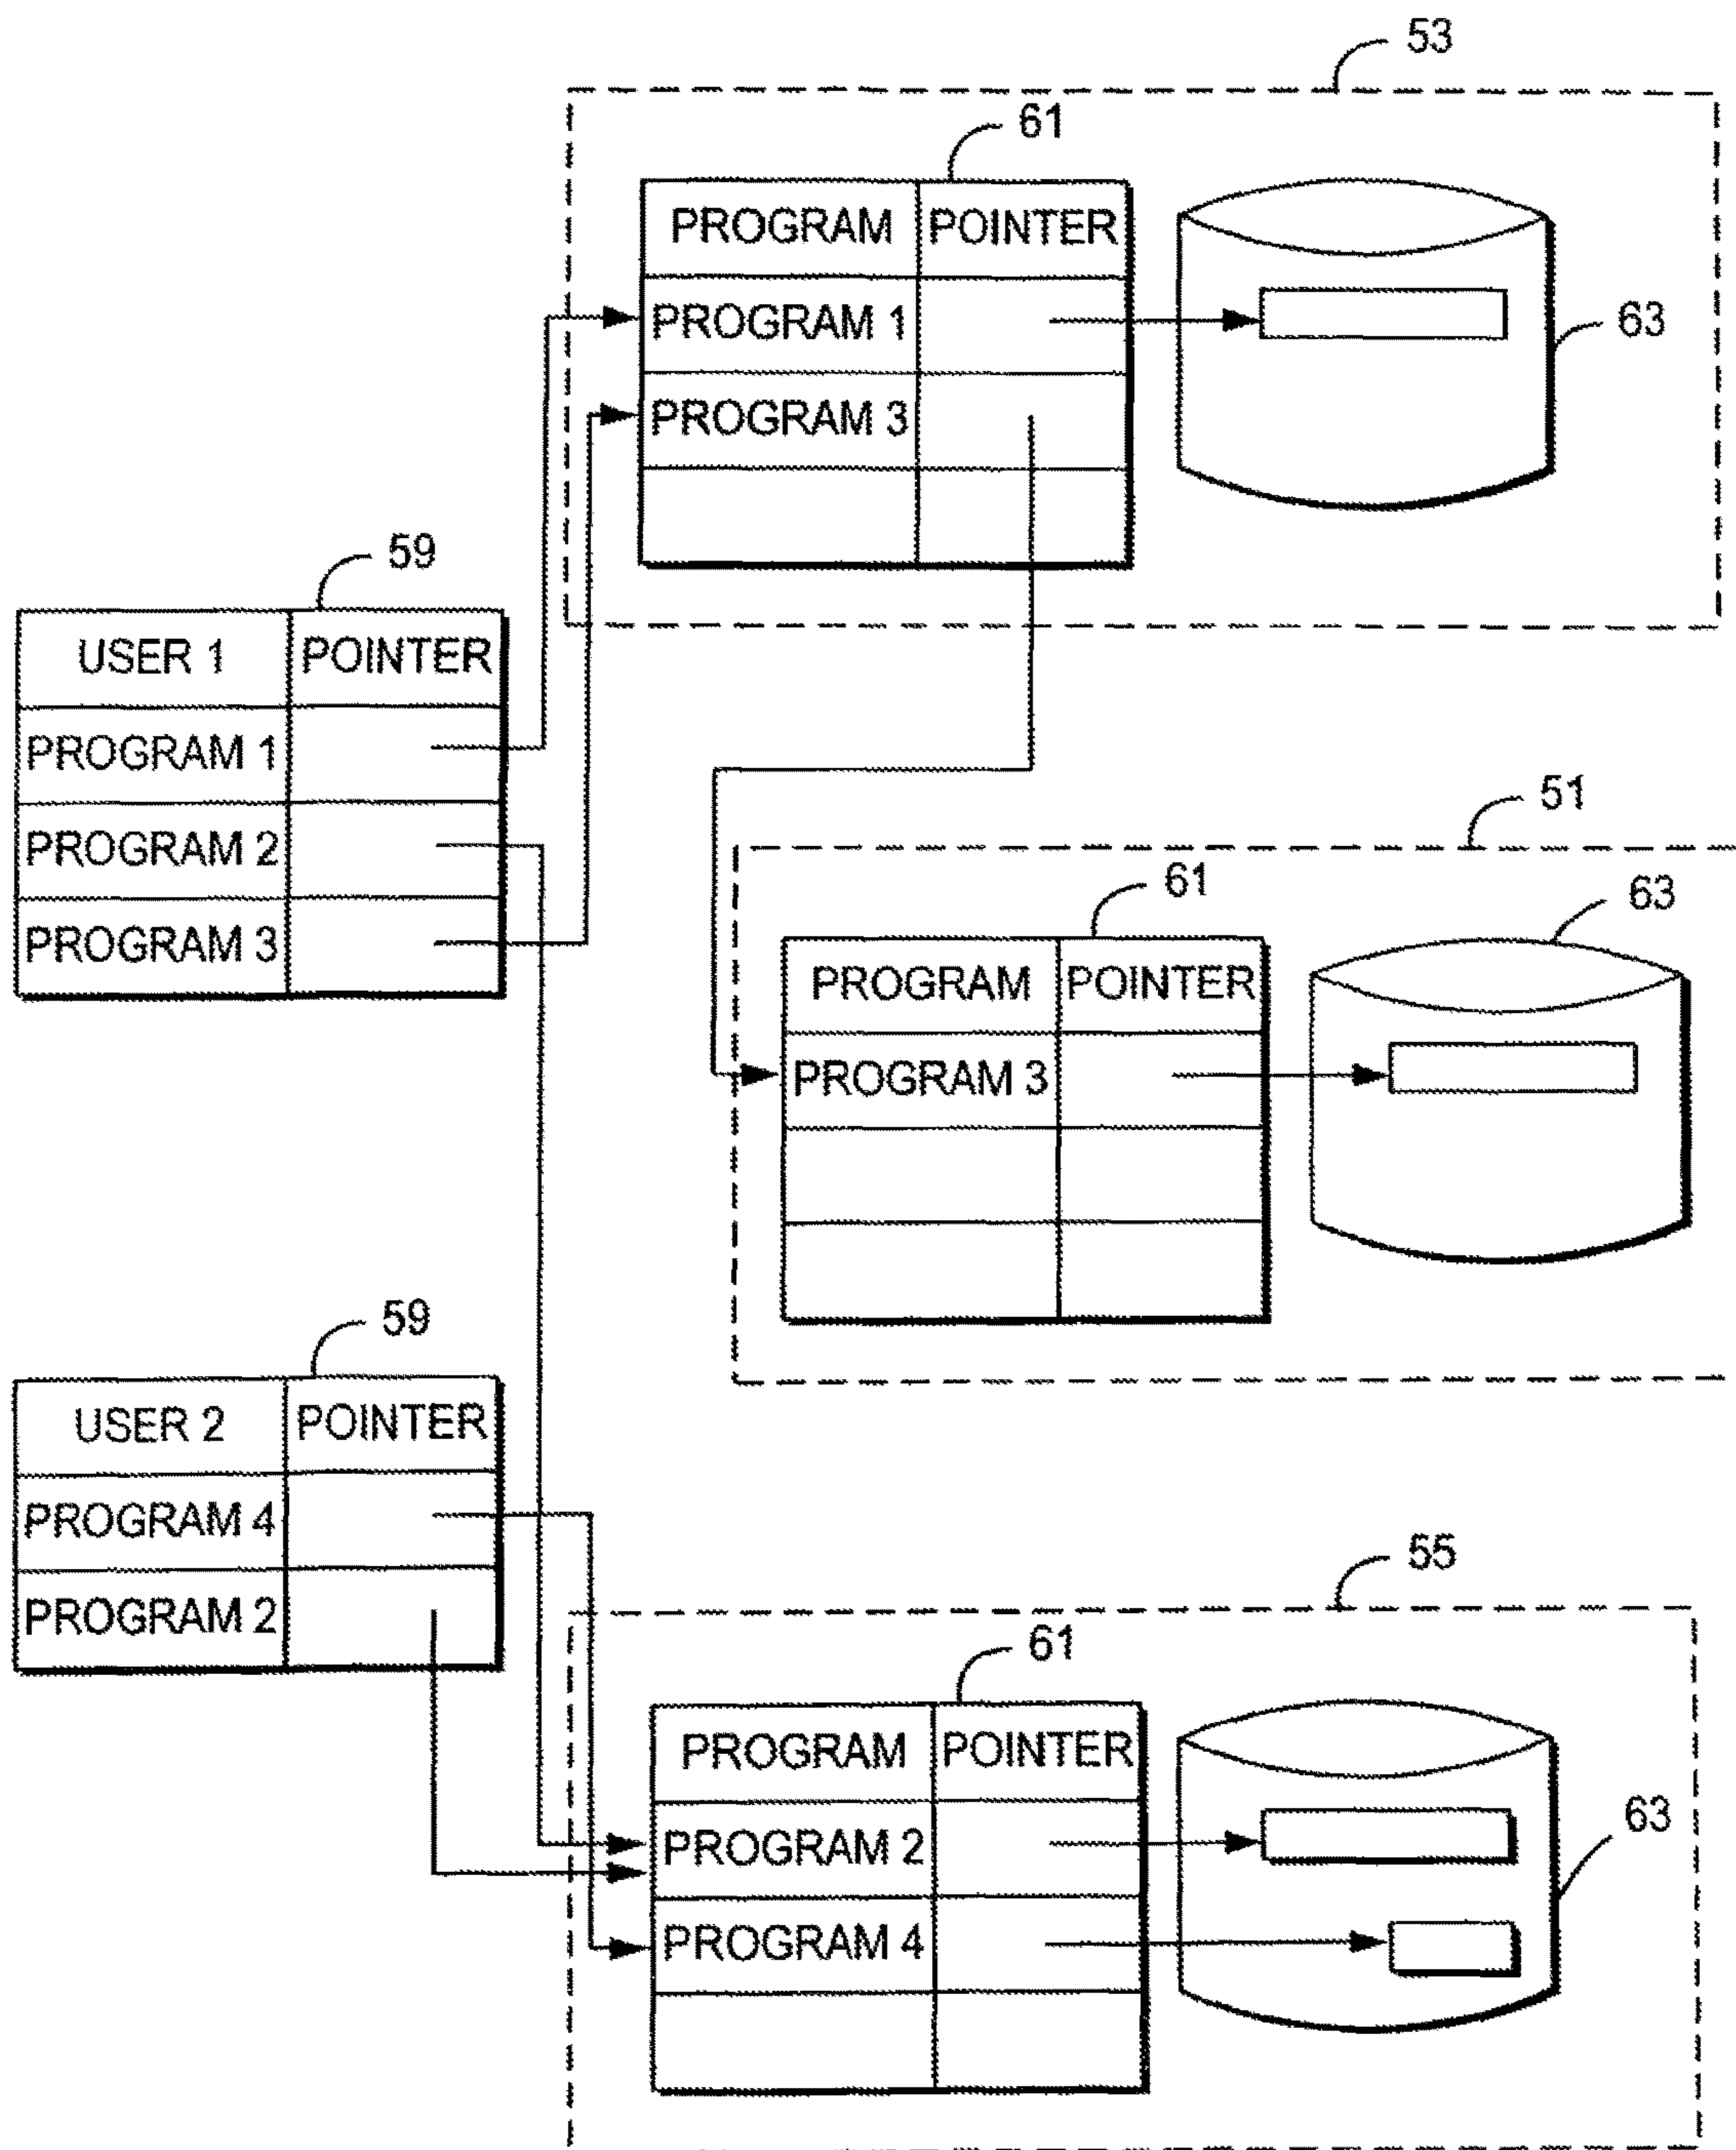 53
61
PROGRAM POINTER
PROGRAM 1
63
PROGRAM 3
59
USER 1 POINTER
PROGRAM 1
PROGRAM 2
PROGRAM 3
51
61
63
PROGRAM POINTER
PROGRAM 3
59
USER 2 POINTER
PROGRAM 4
PROGRAM 2
55
61
PROGRAM POINTER
PROGRAM 2
63
PROGRAM 4